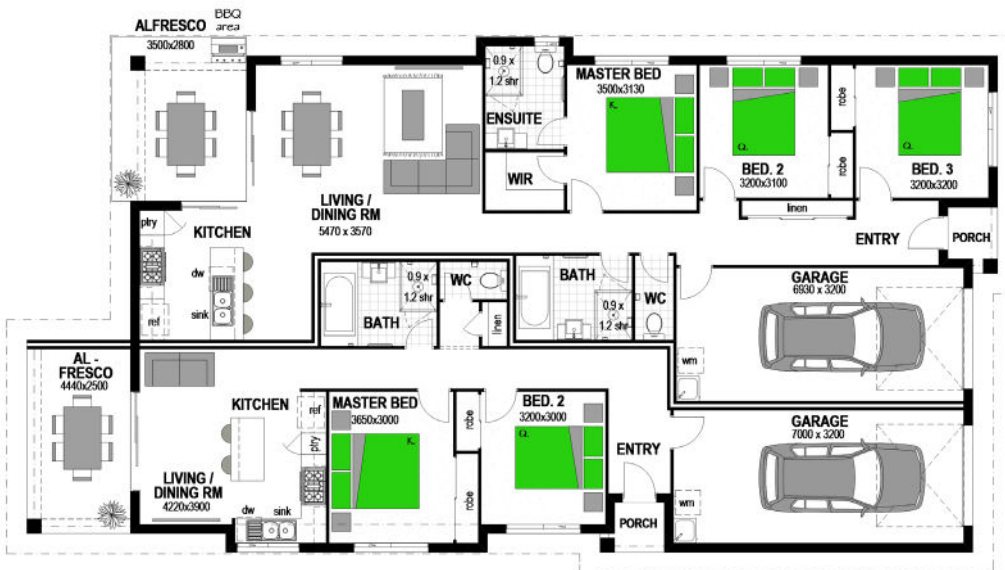 BBQ
area
ALFRESCO
3500x2800
0.9 x
1.2 shr
ENSUITE
WIR
MASTER BED
3500x3130
K.
Q.
BED. 2
3200x3100
robe
robe
Q.
BED. 3
3200x3200
linen
LIVING /
DINING RM
5470 x 3570
ptry
KITCHEN
dw
sink
ref
ENTRY
PORCH
BATH
0.9 x
1.2 shr
WC
linen
BATH
0.9 x
1.2 shr
WC
GARAGE
6930 x 3200
wm
AL -
FRESCO
4440x2500
KITCHEN
ref
ptry
LIVING /
DINING RM
4220x3900
dw
sink
MASTER BED
3650x3000
K.
robe
robe
BED. 2
3200x3000
Q.
ENTRY
PORCH
GARAGE
7000 x 3200
wm